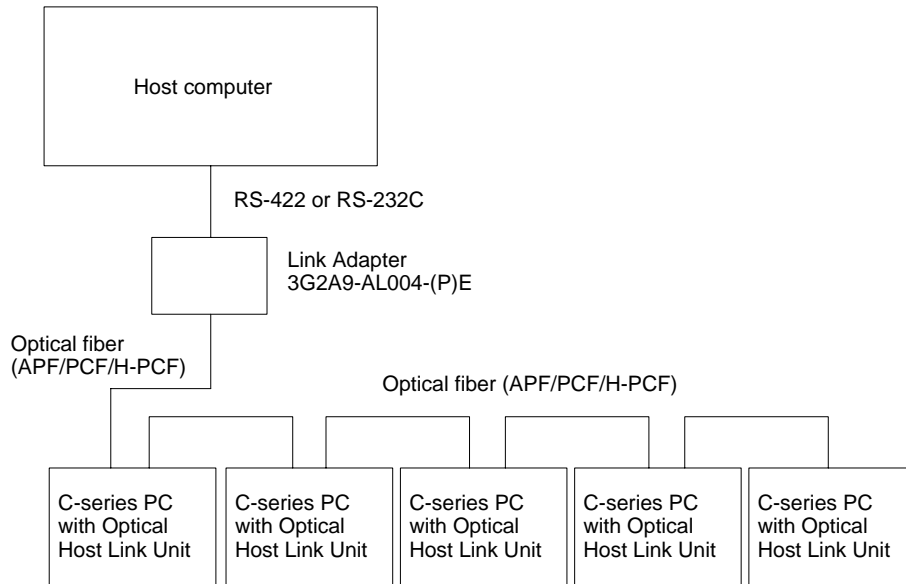 Host computer
RS-422 or RS-232C
Link Adapter
3G2A9-AL004-(P)E
Optical fiber
(APF/PCF/H-PCF)
Optical fiber (APF/PCF/H-PCF)
C-series PC
with Optical
Host Link Unit
C-series PC
with Optical
Host Link Unit
C-series PC
with Optical
Host Link Unit
C-series PC
with Optical
Host Link Unit
C-series PC
with Optical
Host Link Unit